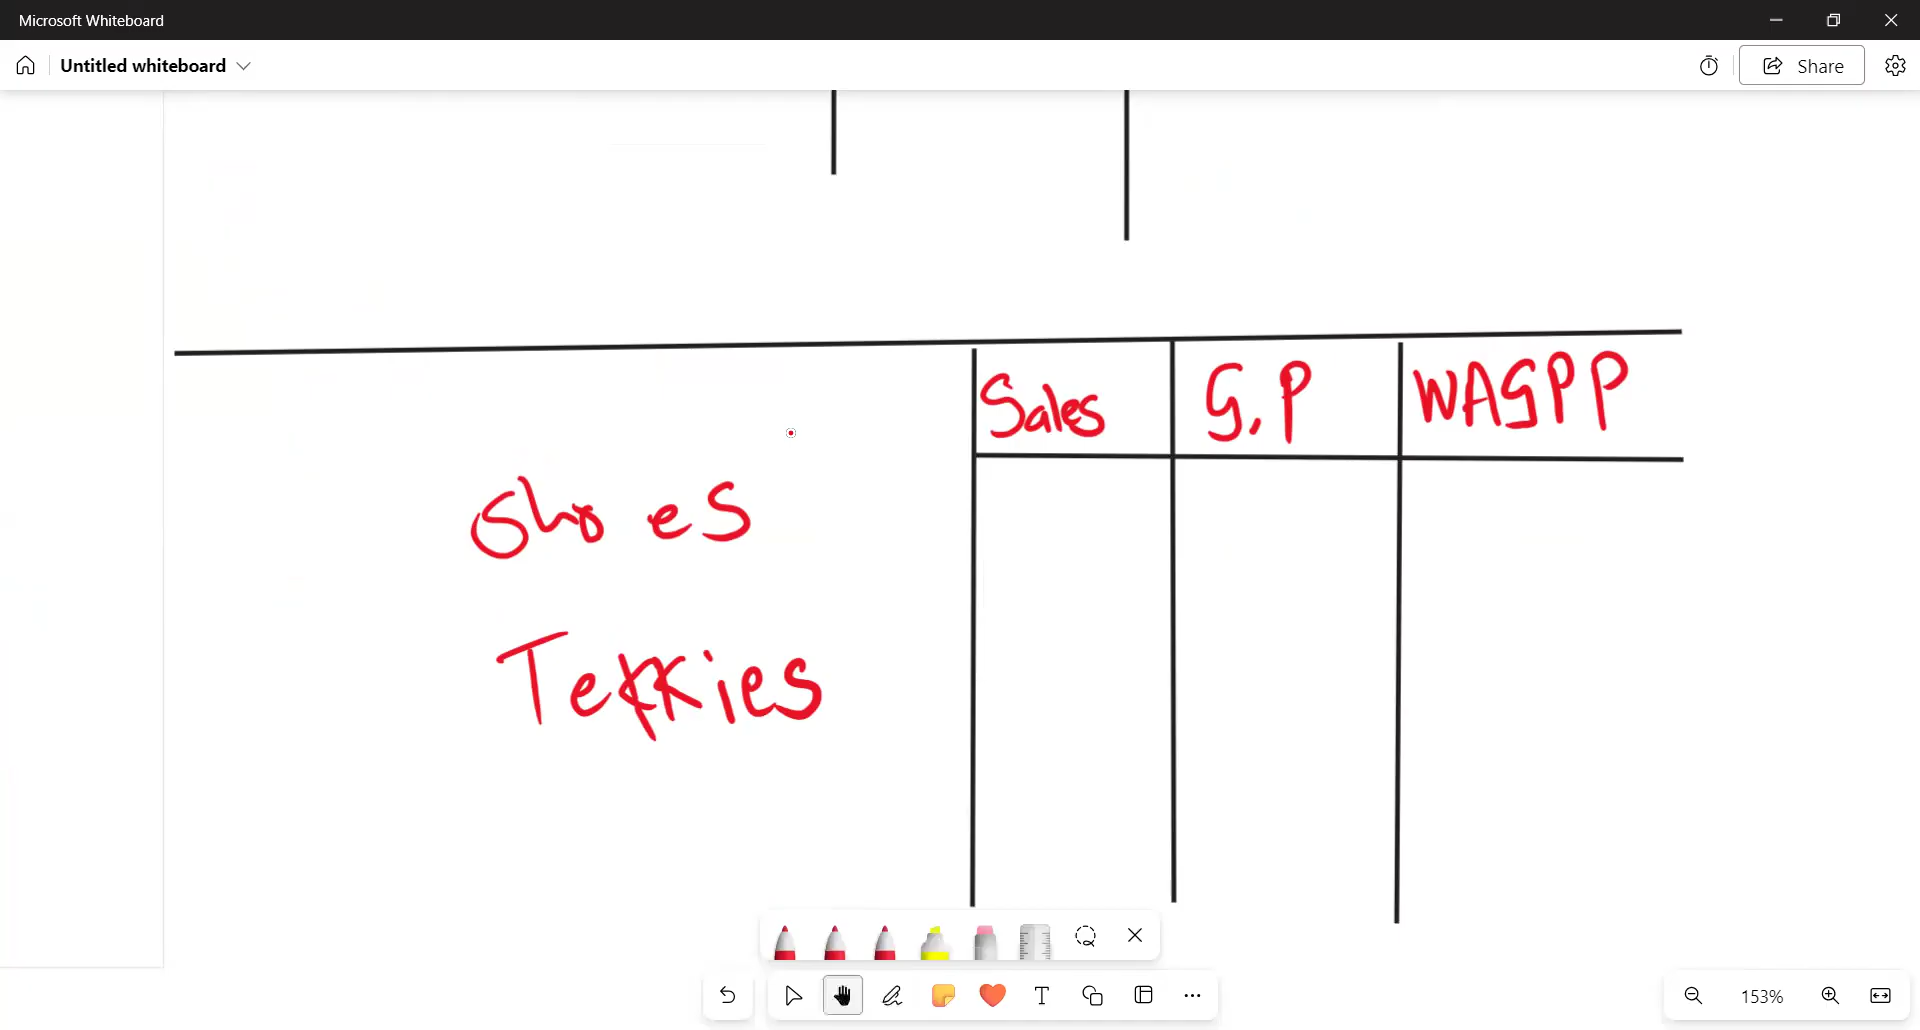 Microsoft Whiteboard
Untitled whiteboard
Share
Sales G.P WAGPP
Shoes
Tekkies
153%